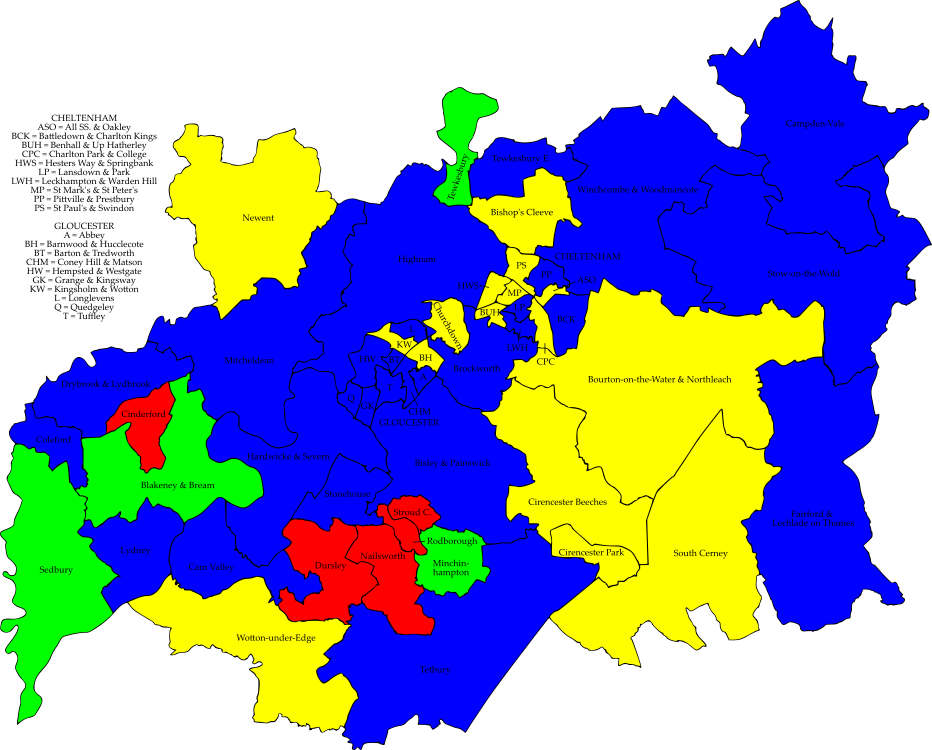 CHELTENHAM
ASO = All SS. & Oakley
BCK = Battledown & Charlton Kings
BUH = Benhall & Up Hatherley
CPC = Charlton Park & College
HWS = Hesters Way & Springbank
LP = Lansdown & Park
LWH = Leckhampton & Warden Hill
MP = St Mark's & St Peter's
PP = Pittville & Prestbury
PS = St Paul's & Swindon
GLOUCESTER
A = Abbey
BH = Barnwood & Hucclecote
BT = Barton & Tredworth
CHM = Coney Hill & Matson
HW = Hempsted & Westgate
GK = Grange & Kingsway
KW = Kingsholm & Wotton
L = Longlevens
Q = Quedgeley
T = Tuffley
Campden-Vale
Tewkesbury
Tewkesbury E.
Winchcombe & Woodmancote
Bishop's Cleeve
Newent
Highnam
CHELTENHAM
PS
PP
ASO
HWS
MP
Stow-on-the-Wold
BUH
LP
BCK
Churchdown
L
KW
LWH
CPC
BH
HW
BT
Mitcheldean
Brockworth
A
T
Bourton-on-the-Water & Northleach
Drybrook & Lydbrook
Q
GK
CHM
GLOUCESTER
Cinderford
Coleford
Hardwicke & Severn
Bisley & Painswick
Blakeney & Bream
Stonehouse
Cirencester Beeches
Stroud C.
Fairford &
Lechlade on Thames
Rodborough
Lydney
Cam Valley
Dursley
Nailsworth
Minchin-
hampton
Cirencester Park
South Cerney
Sedbury
Wotton-under-Edge
Tetbury